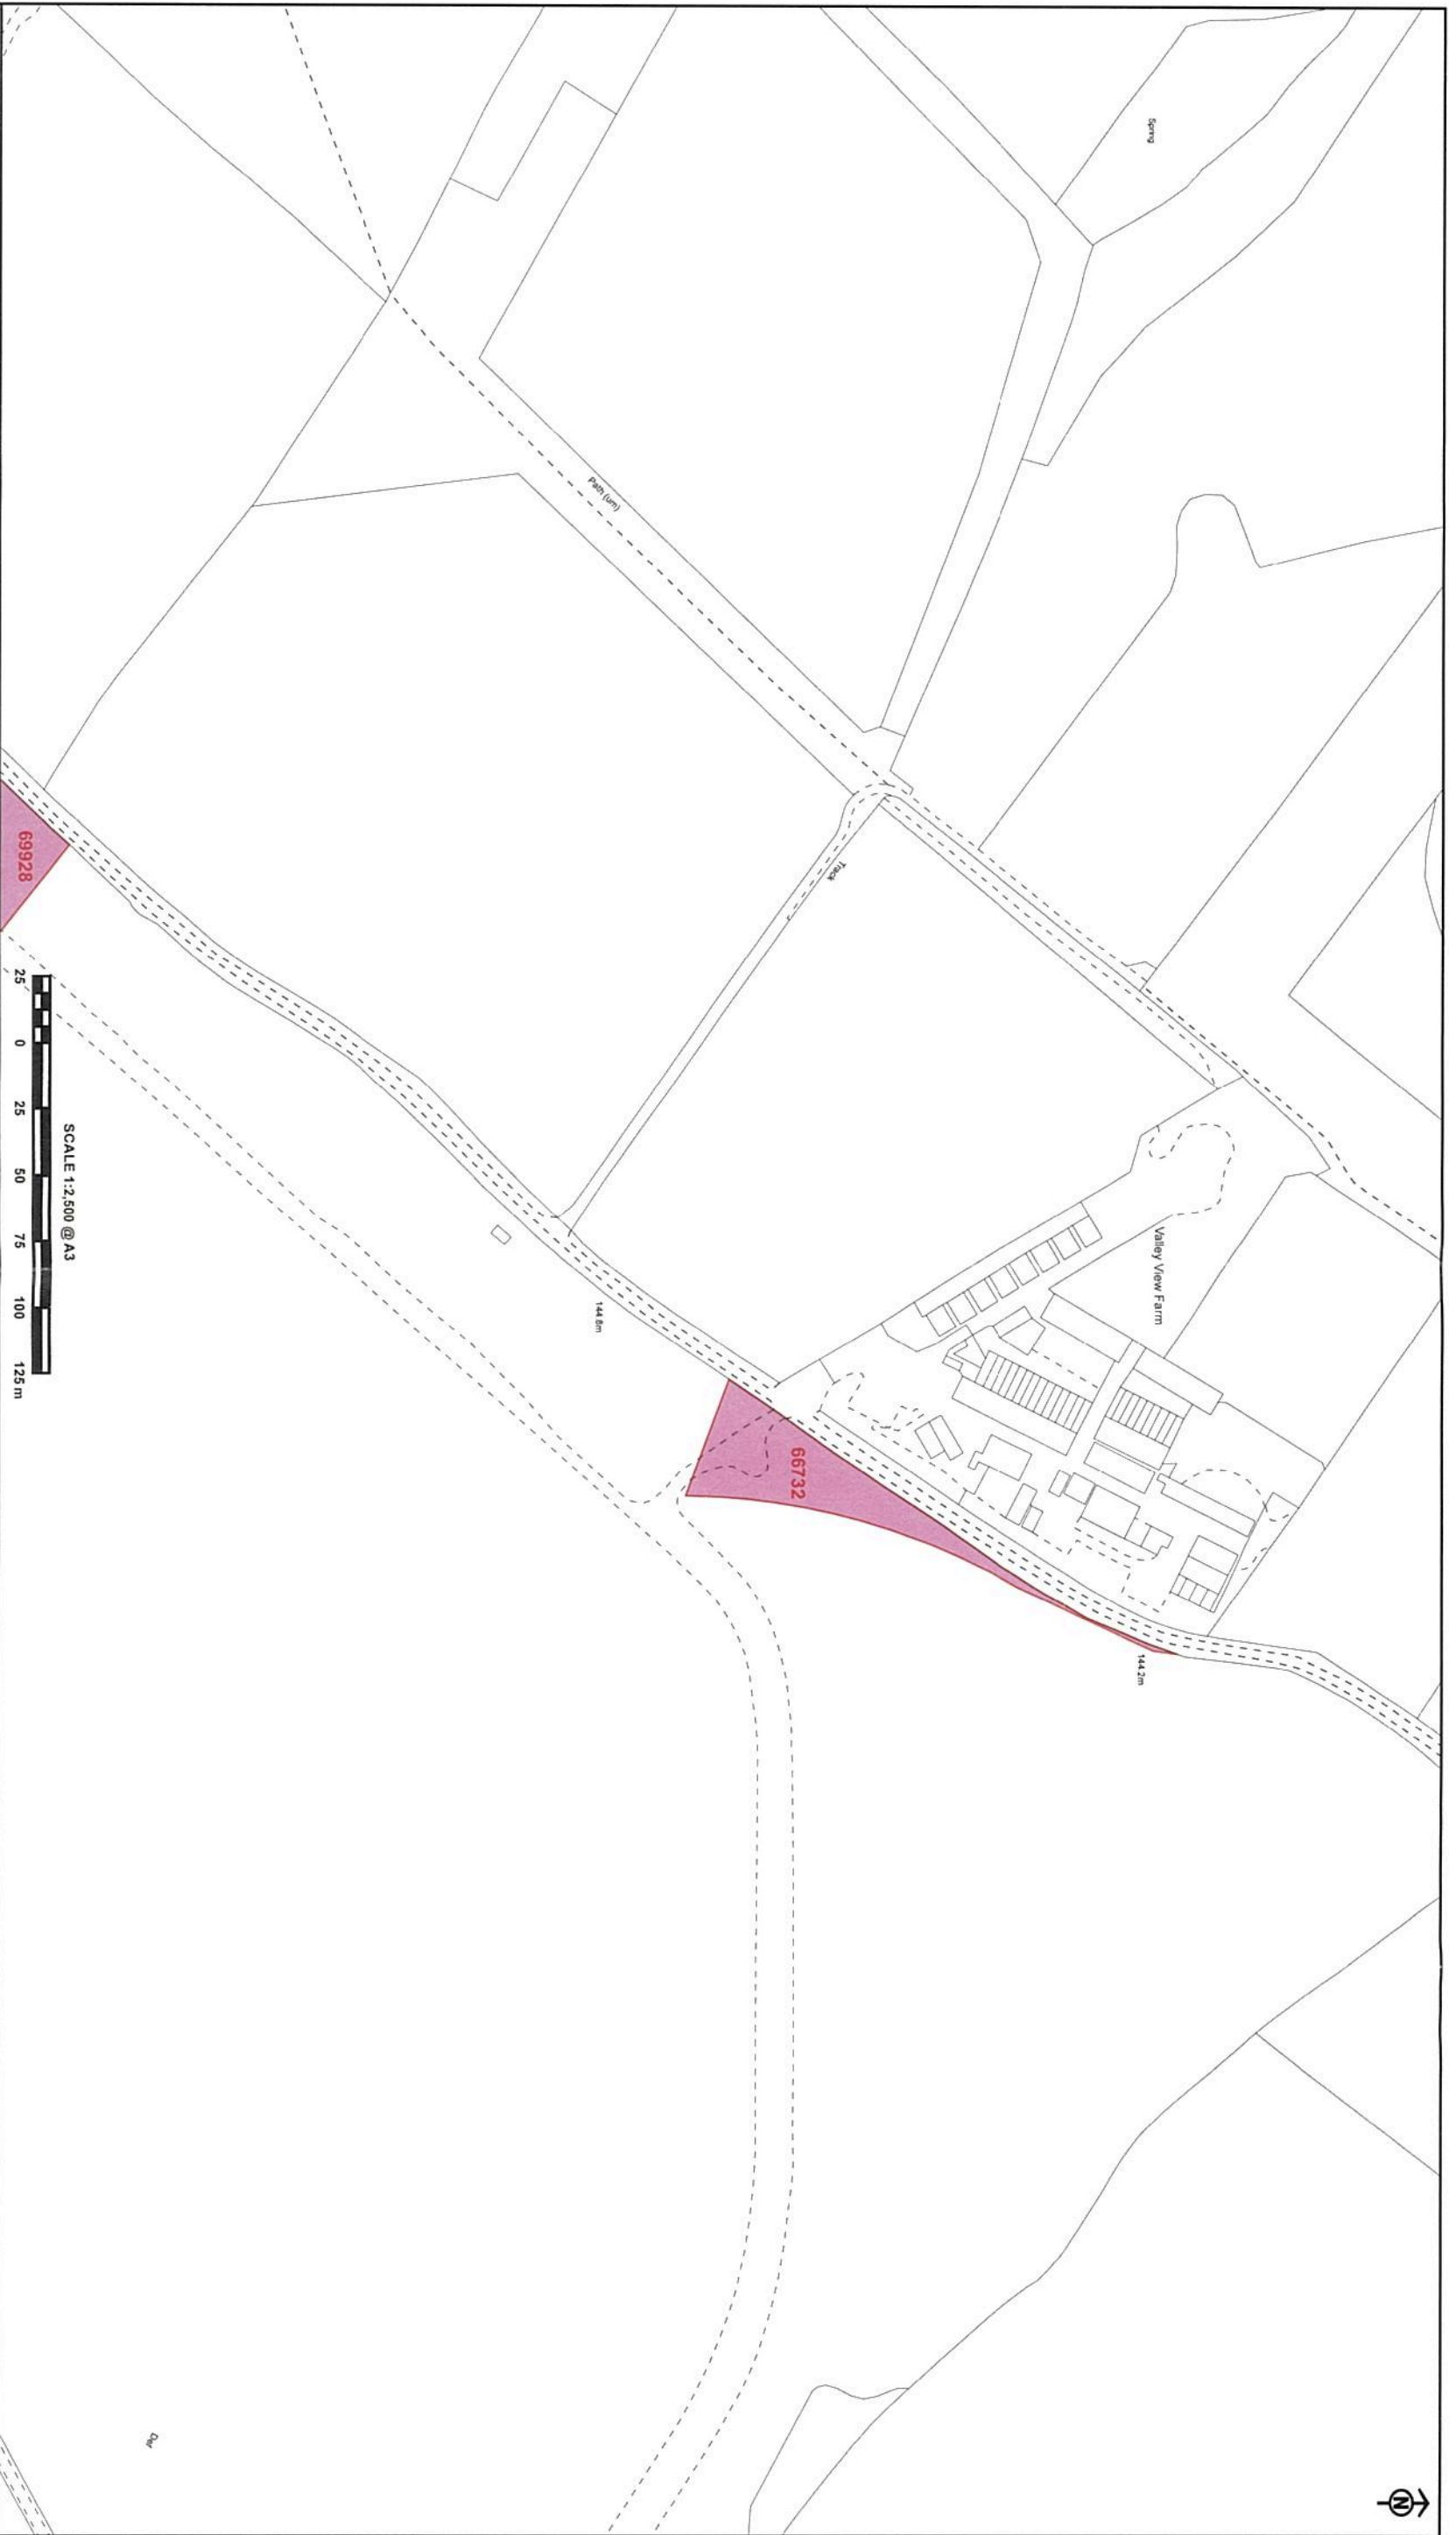 Spring
Path (um)
Track
Valley View Farm
66732
144.2m
144.8m
69928
SCALE 1:2,500 @ A3
25 0 25 50 75 100 125 m
N